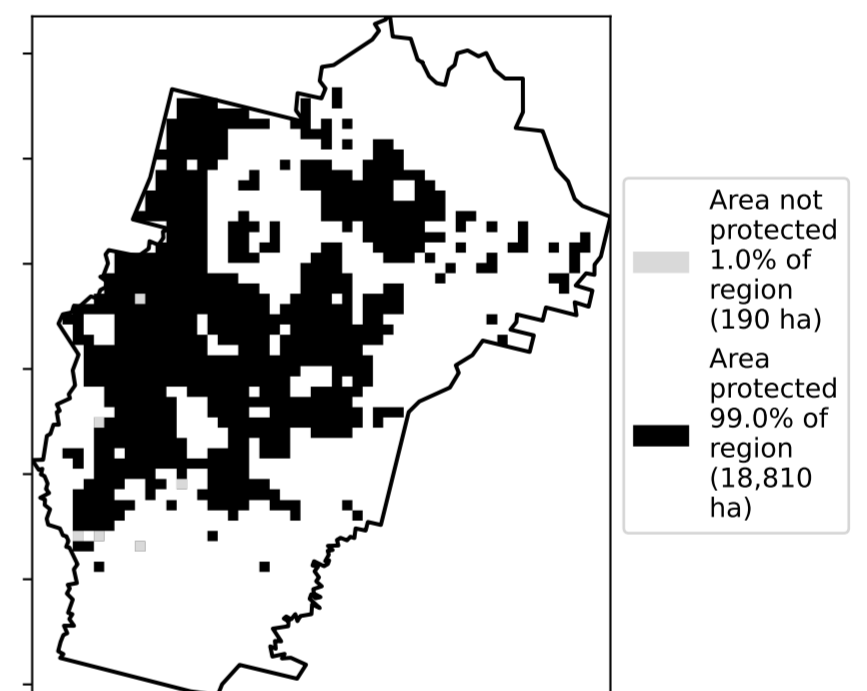 Area not
protected
1.0% of
region
(190 ha)
Area
protected
99.0% of
region
(18,810
ha)